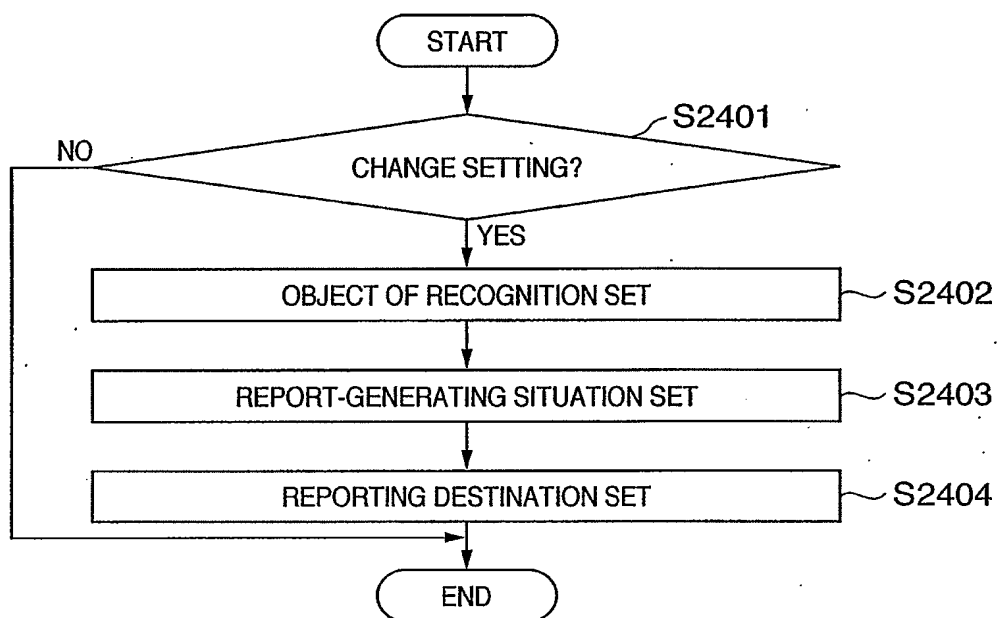 START
S2401
NO
CHANGE SETTING?
YES
OBJECT OF RECOGNITION SET
S2402
REPORT-GENERATING SITUATION SET
S2403
REPORTING DESTINATION SET
S2404
END